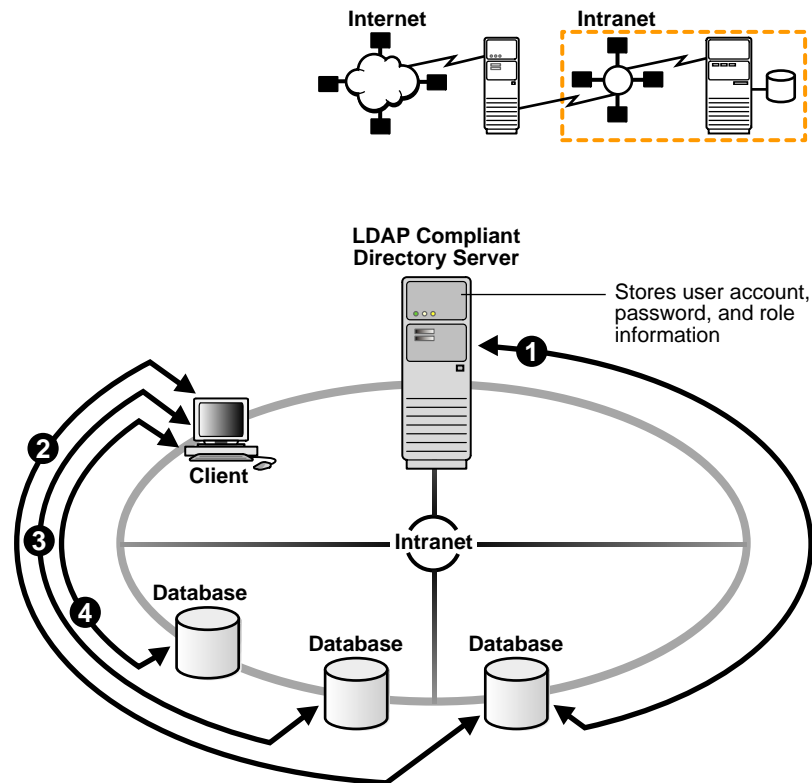 Internet
Intranet
LDAP Compliant
Directory Server
Stores user account,
password, and role
information
1
2
Client
3
Intranet
4
Database
Database
Database